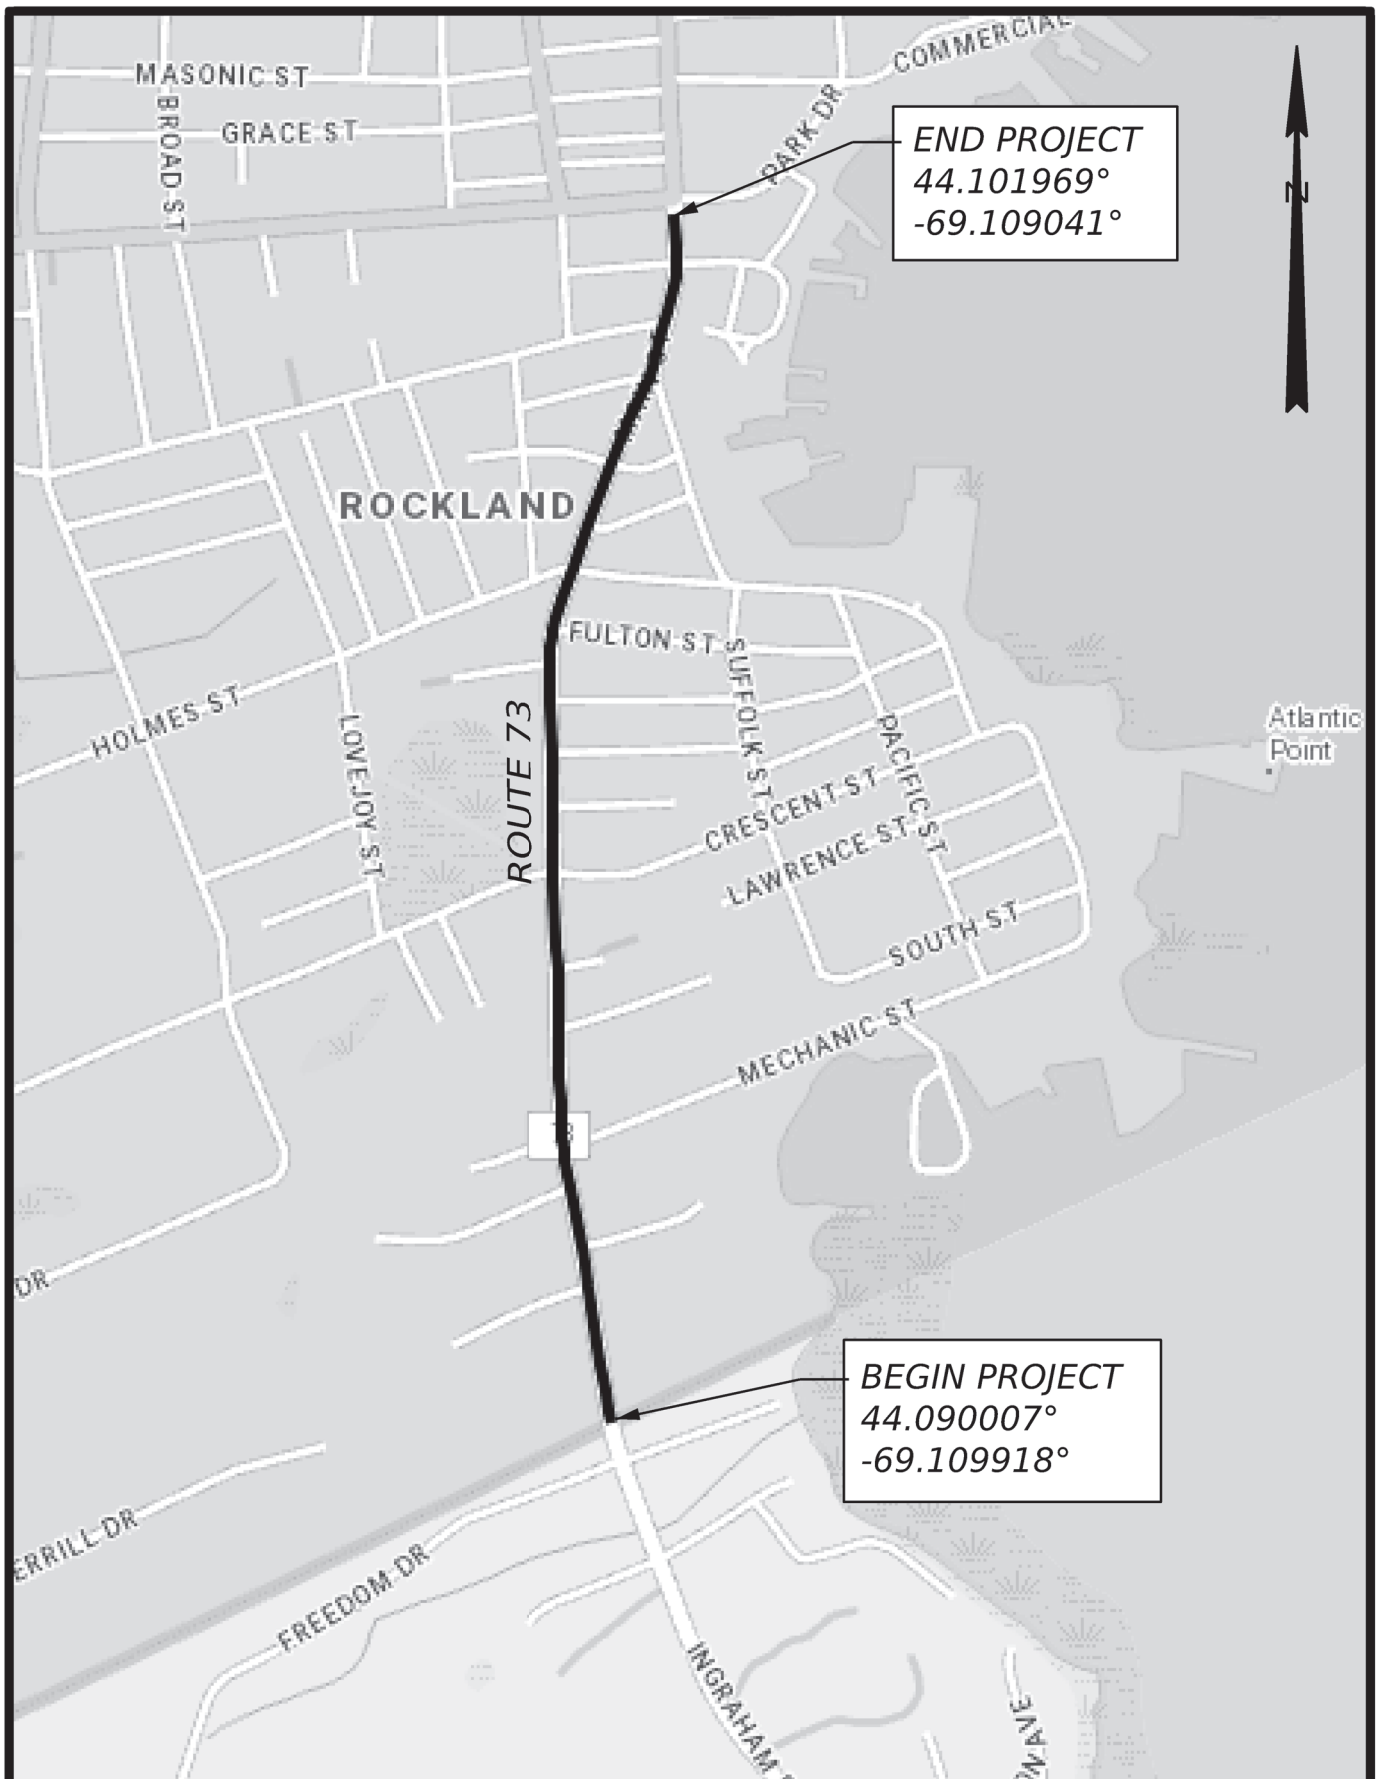 COMMERCIAL
MASONIC ST
BROAD ST
GRACE ST
PARK DR
END PROJECT
44.101969°
-69.109041°
N
ROCKLAND
FULTON ST
SUFFOLK ST
HOLMES ST
LOVEJOY ST
ROUTE 73
PACIFIC ST
Atlantic
Point
CRESCENT ST
LAWRENCE ST
SOUTH ST
MECHANIC ST
DR
BEGIN PROJECT
44.090007°
-69.109918°
ERRILL DR
FREEDOM DR
INGRAHAM
AVE